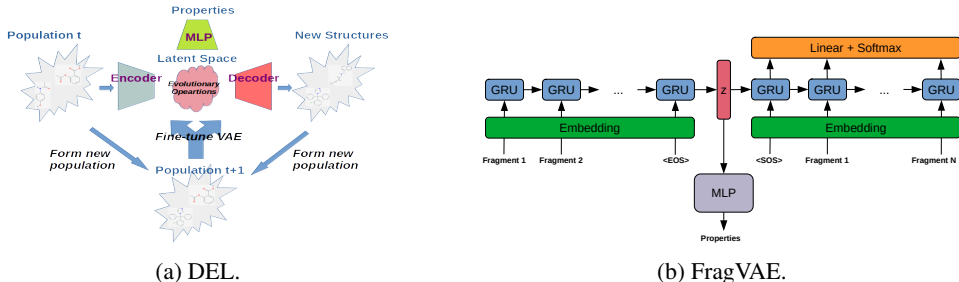 Properties
Population t
MLP
New Structures
Latent Space
Encoder
Evolutionary
Opeartions
Decoder
Fine-tune VAE
Form new
population
Form new
population
Population t+1
(a) DEL.
Linear + Softmax
GRU
GRU
...
GRU
z
GRU
GRU
...
GRU
Embedding
Embedding
Fragment 1
Fragment 2
<EOS>
<SOS>
Fragment 1
Fragment N
MLP
Properties
(b) FragVAE.